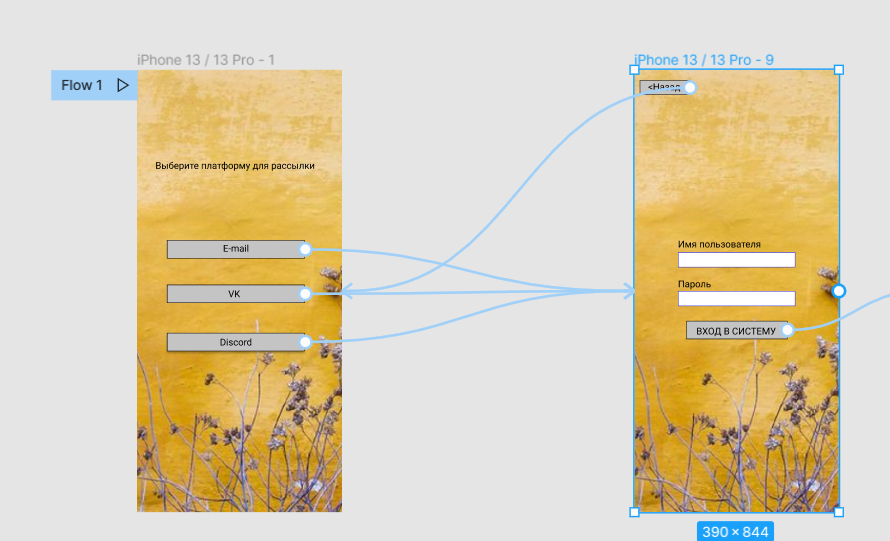 iPhone 13 / 13 Pro - 1
Flow 1
Выберите платформу для рассылки
E-mail
VK
Discord
iPhone 13 / 13 Pro - 9
<Назад
Имя пользователя
Пароль
ВХОД В СИСТЕМУ
390 × 844